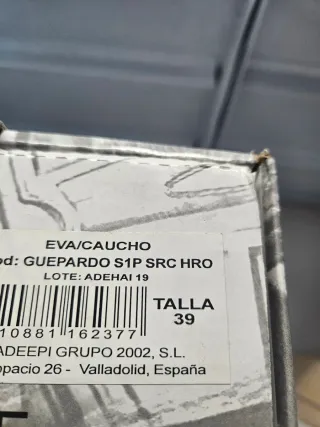 EVA/CAUCHO
od: GUEPARDO S1P SRC HRO
LOTE: ADEHAI 19
TALLA
39
10881 162377
ADEEPI GRUPO 2002, S.L.
opacio 26 - Valladolid, España